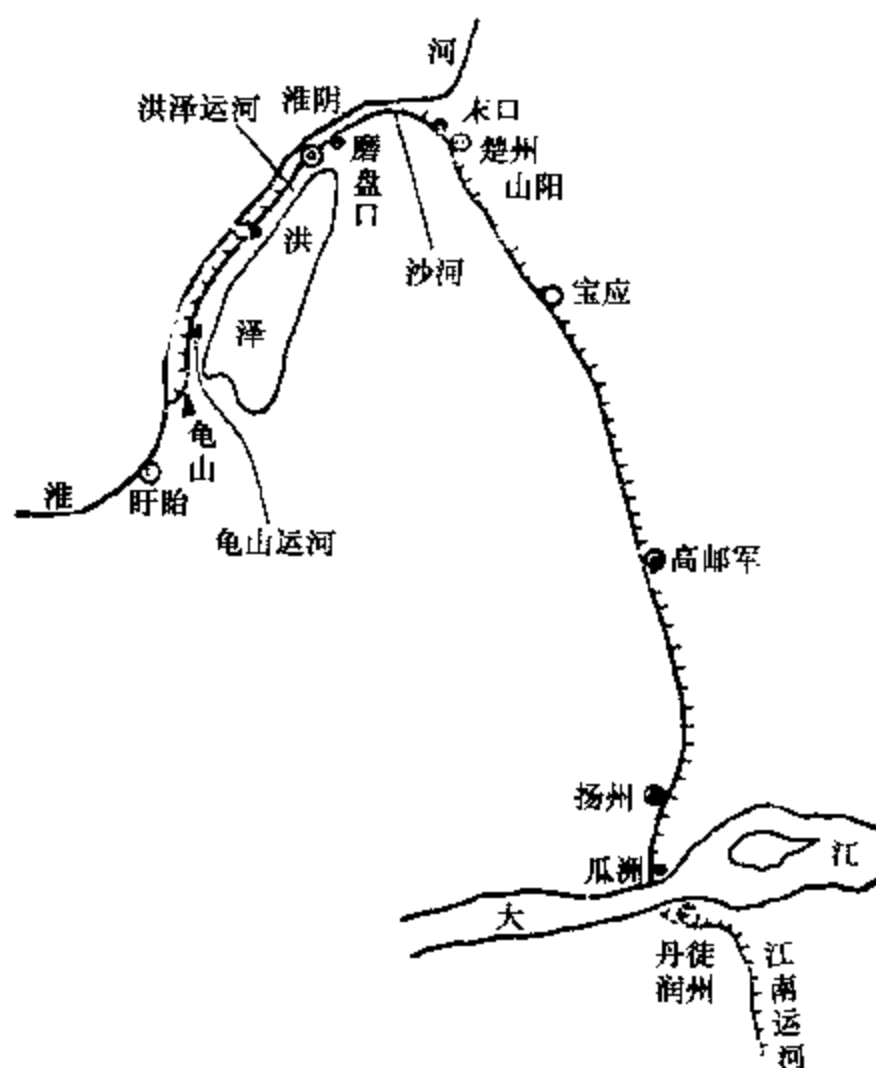 河
淮阴
洪泽运河
末口
楚州
磨盘口
山阳
洪
沙河
宝应
泽
龟山
淮
盱眙
龟山运河
高邮军
扬州
瓜洲
江
大
丹徒
润州
江南运河